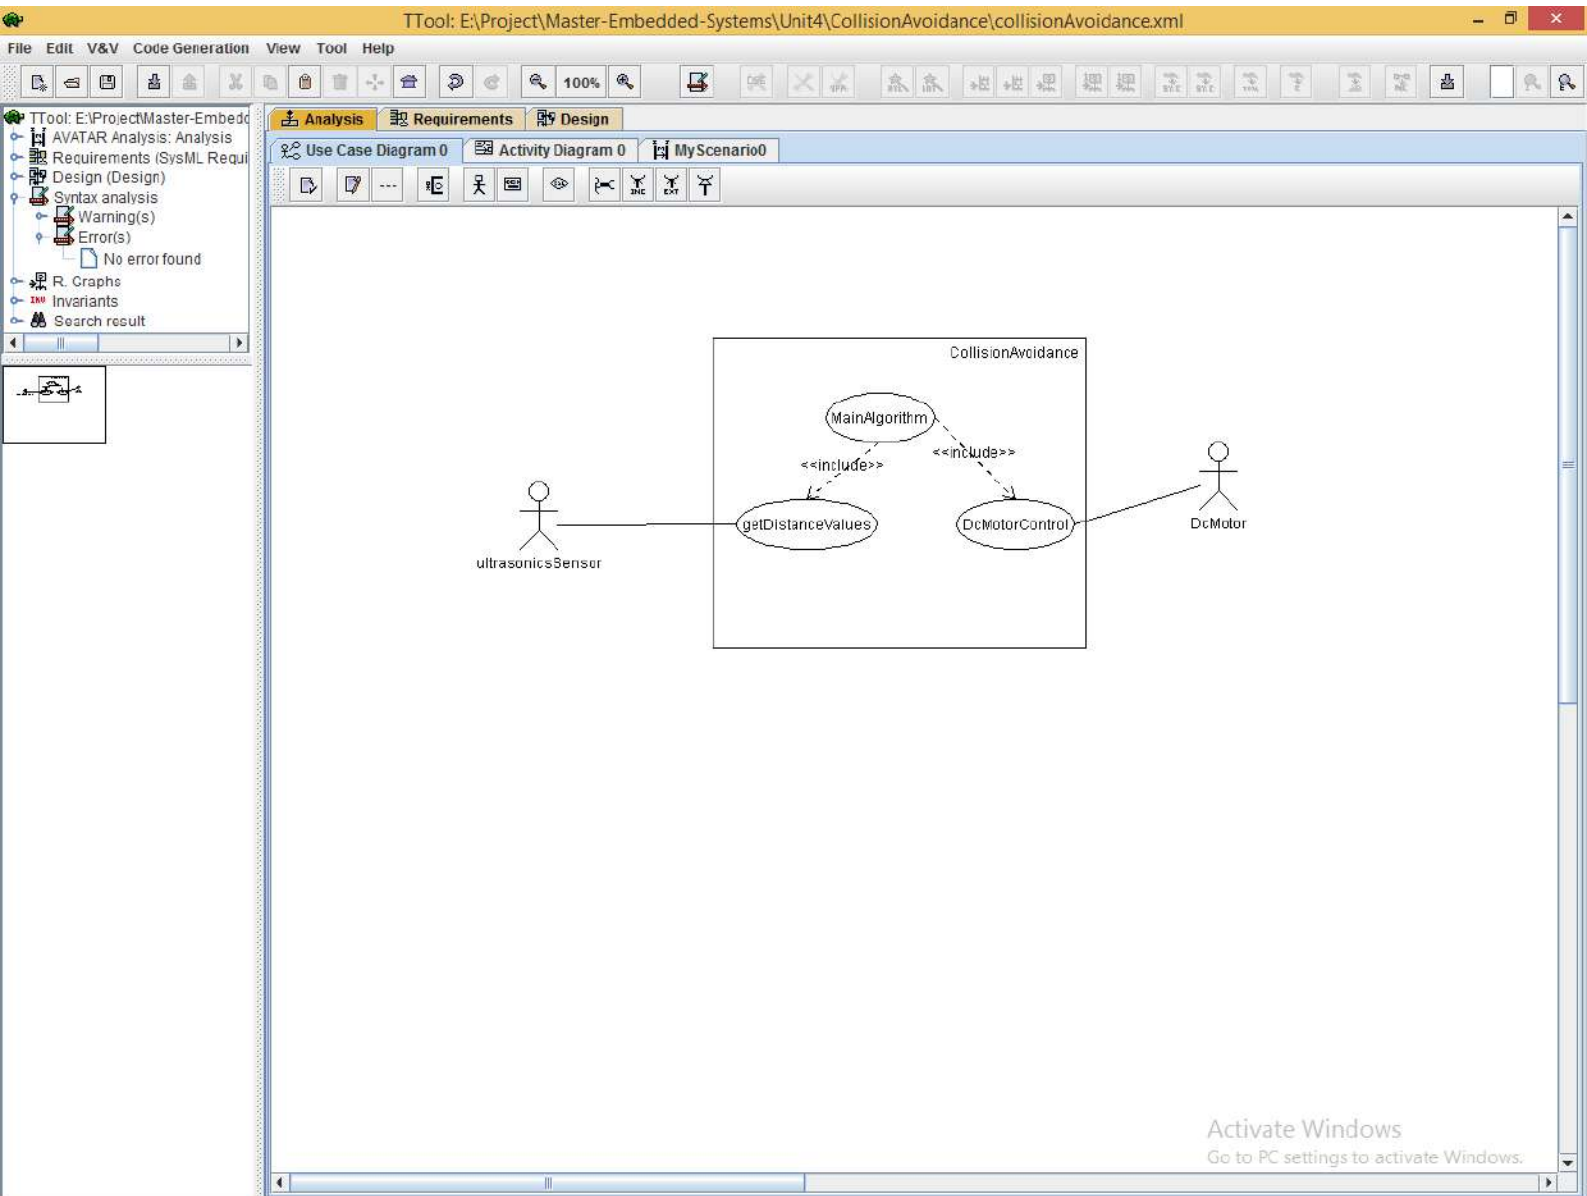 TTool: E:\Project\Master-Embedded-Systems\Unit4\CollisionAvoidance\collisionAvoidance.xml
File Edit V&V Code Generation View Tool Help
100%
TTool: E:\Project\Master-Embedd
AVATAR Analysis: Analysis
Requirements (SysML Requi
Design (Design)
Syntax analysis
Warning(s)
Error(s)
No error found
R. Graphs
INV Invariants
Search result
Analysis Requirements Design
Use Case Diagram 0 Activity Diagram 0 MyScenario0
INC EXT
CollisionAvoidance
MainAlgorithm
<<include>>
<<include>>
getDistanceValues
DcMotorControl
ultrasonicsSensor
DcMotor
Activate Windows
Go to PC settings to activate Windows.